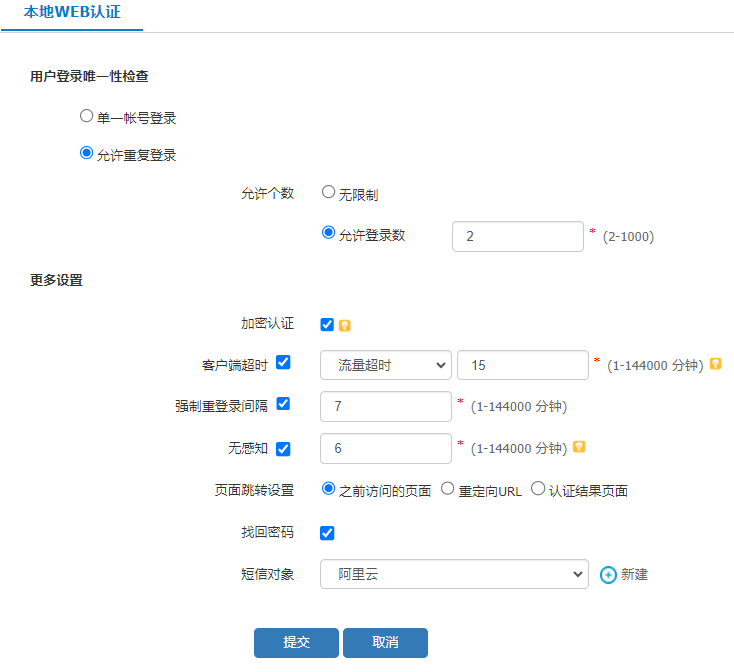 本地WEB认证
用户登录唯一性检查
单一帐号登录
允许重复登录
允许个数 无限制
允许登录数 2 * (2-1000)
更多设置
加密认证
客户端超时 流量超时 15 * (1-144000 分钟)
强制重登录间隔 7 * (1-144000 分钟)
无感知 6 * (1-144000 分钟)
页面跳转设置 之前访问的页面 重定向URL 认证结果页面
找回密码
短信对象 阿里云 新建
提交 取消